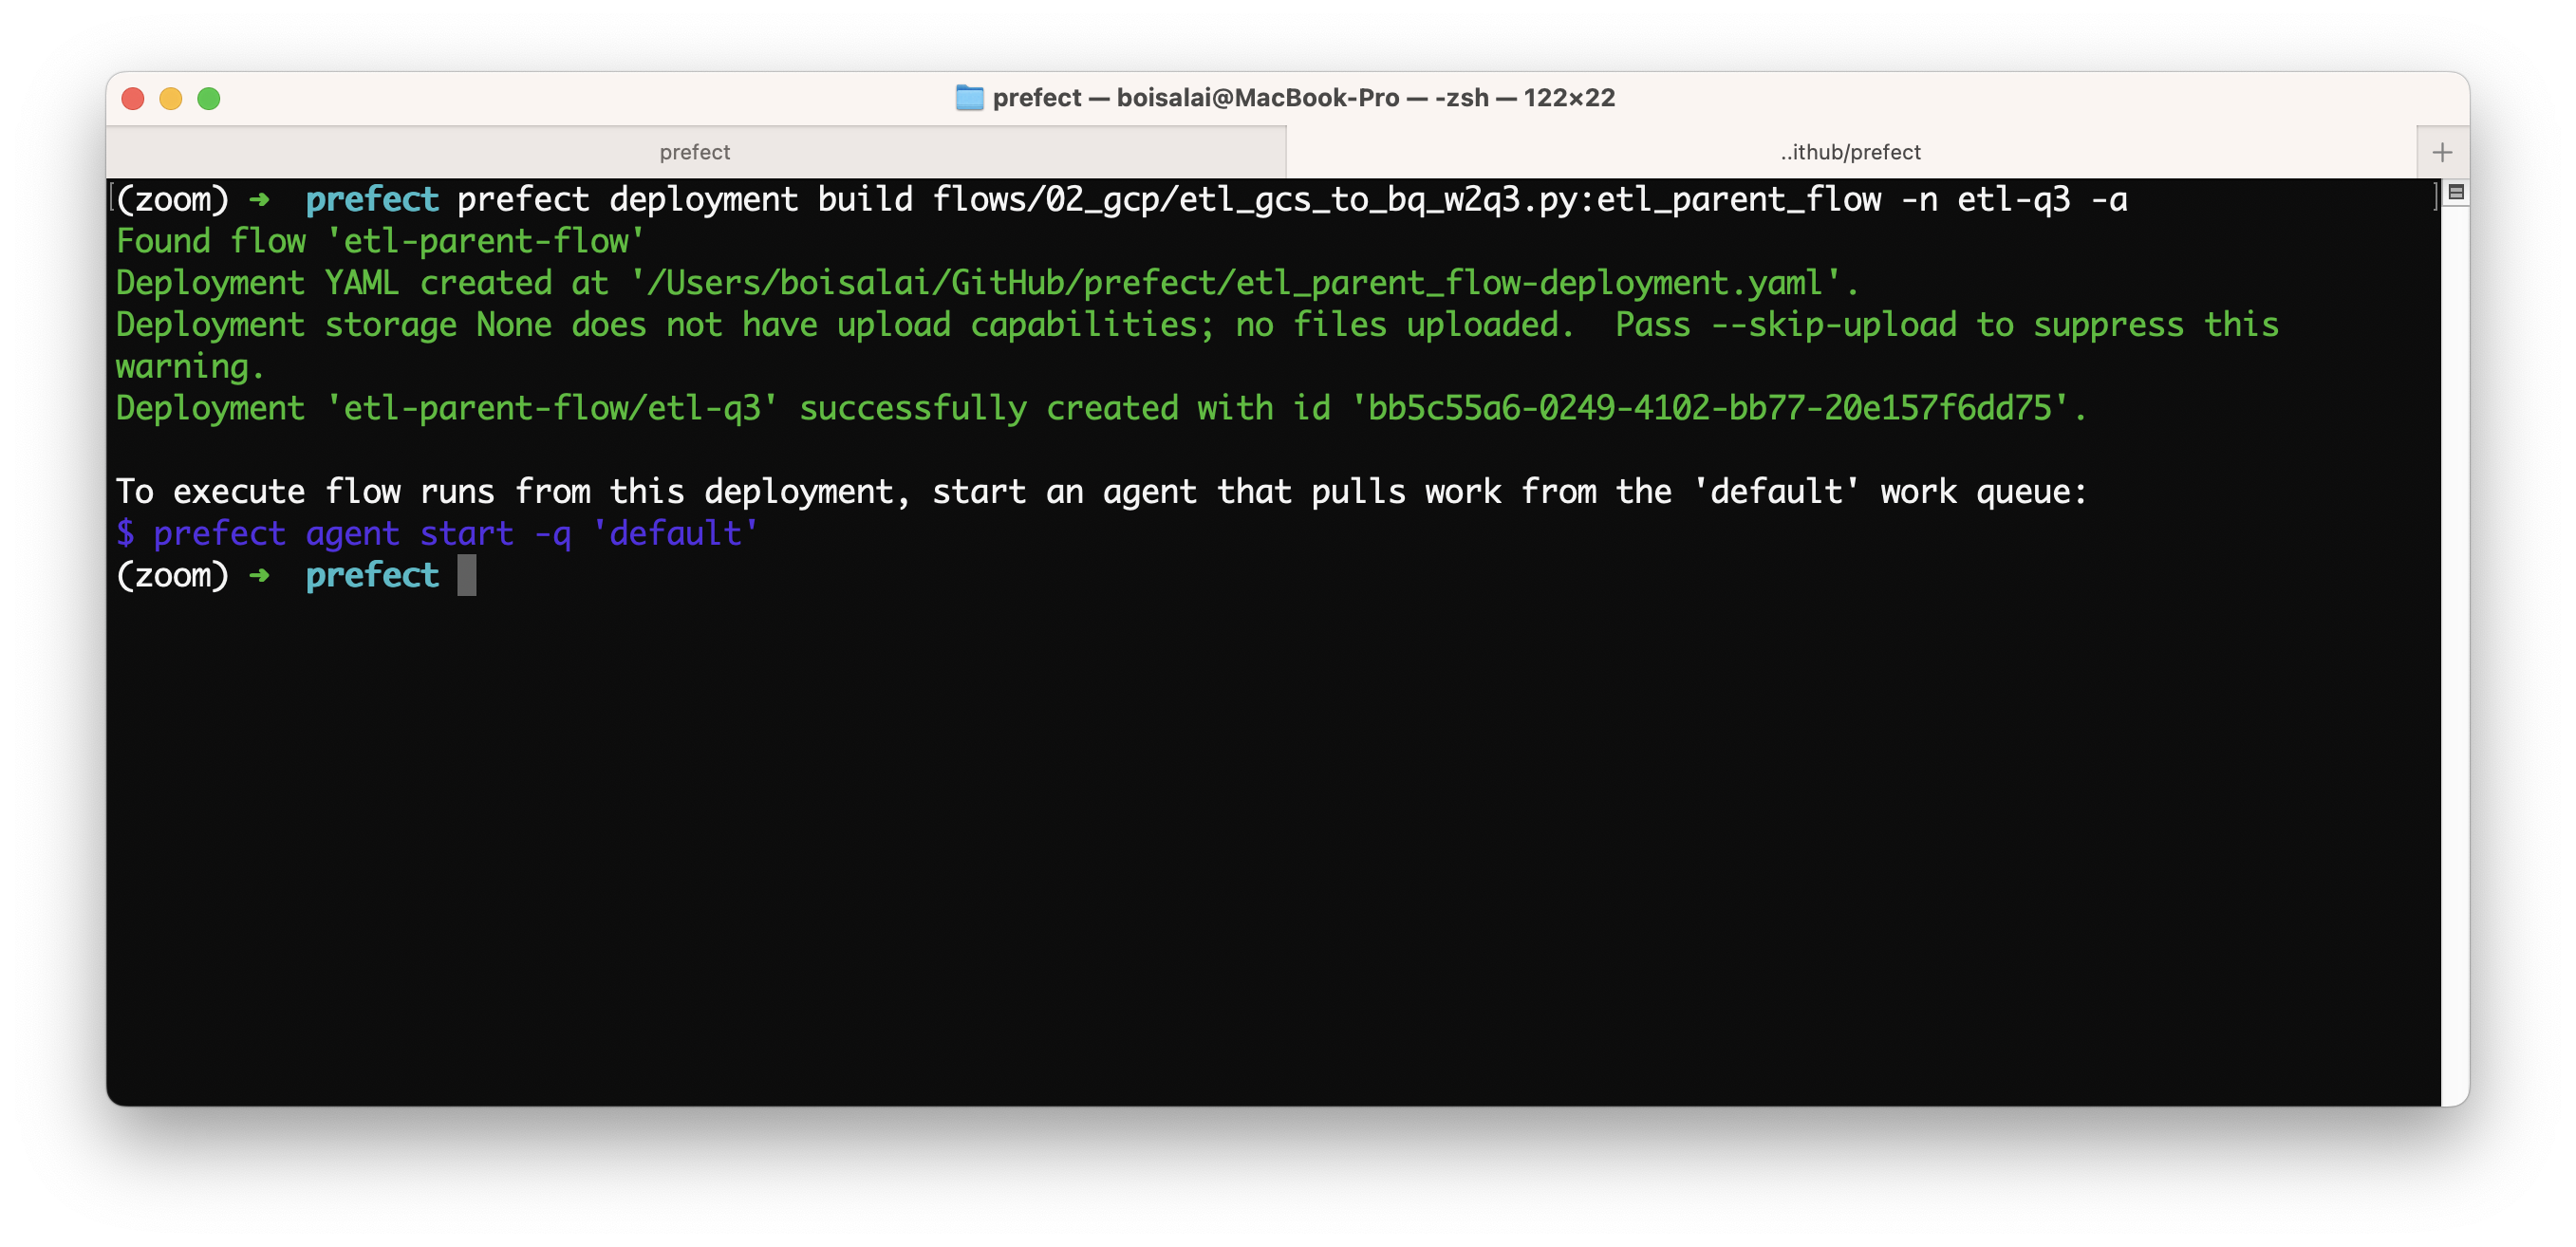 prefect — boisalai@MacBook-Pro — -zsh — 122×22
prefect
..ithub/prefect
(zoom) ➜  prefect prefect deployment build flows/02_gcp/etl_gcs_to_bq_w2q3.py:etl_parent_flow -n etl-q3 -a
Found flow 'etl-parent-flow'
Deployment YAML created at '/Users/boisalai/GitHub/prefect/etl_parent_flow-deployment.yaml'.
Deployment storage None does not have upload capabilities; no files uploaded.  Pass --skip-upload to suppress this
warning.
Deployment 'etl-parent-flow/etl-q3' successfully created with id 'bb5c55a6-0249-4102-bb77-20e157f6dd75'.
To execute flow runs from this deployment, start an agent that pulls work from the 'default' work queue:
$ prefect agent start -q 'default'
(zoom) ➜  prefect